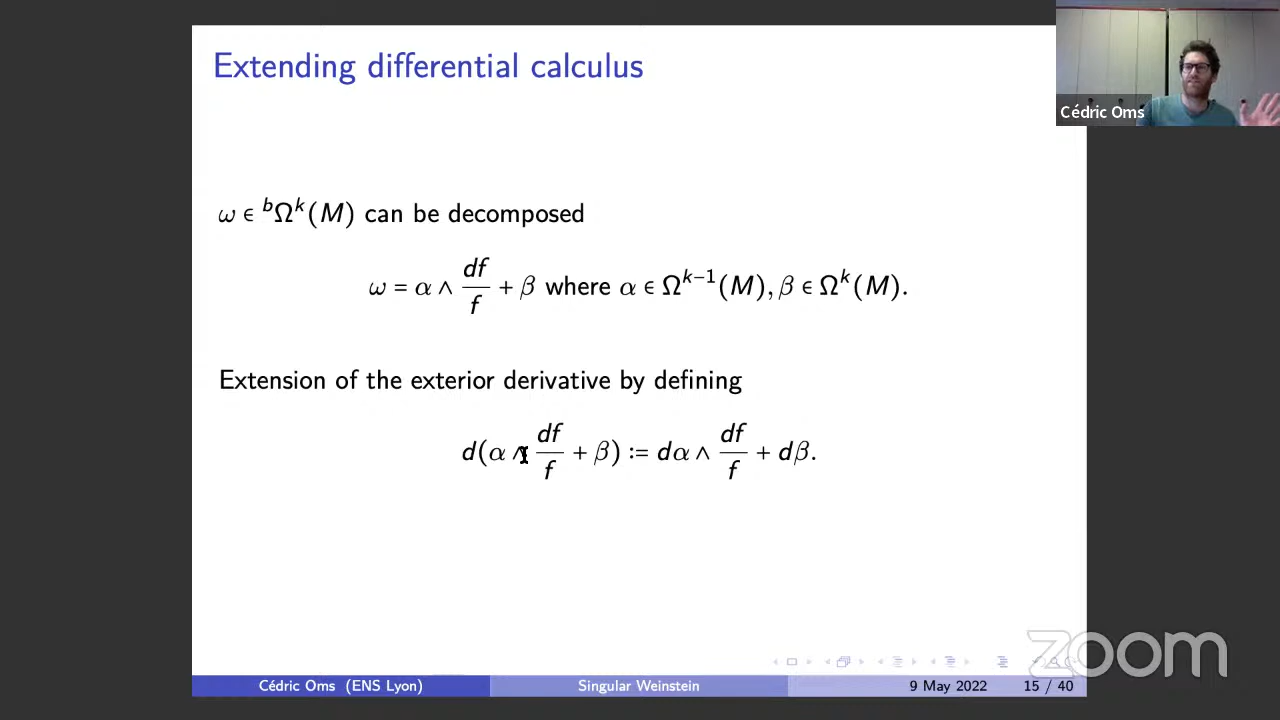 Extending differential calculus
Cédric Oms
ω ∈ ᵇΩᵏ(M) can be decomposed
ω = α ∧ df/f + β where α ∈ Ωᵏ⁻¹(M), β ∈ Ωᵏ(M).
Extension of the exterior derivative by defining
d(α ∧ df/f + β) := dα ∧ df/f + dβ.
zoom
Cédric Oms (ENS Lyon) Singular Weinstein 9 May 2022 15 / 40